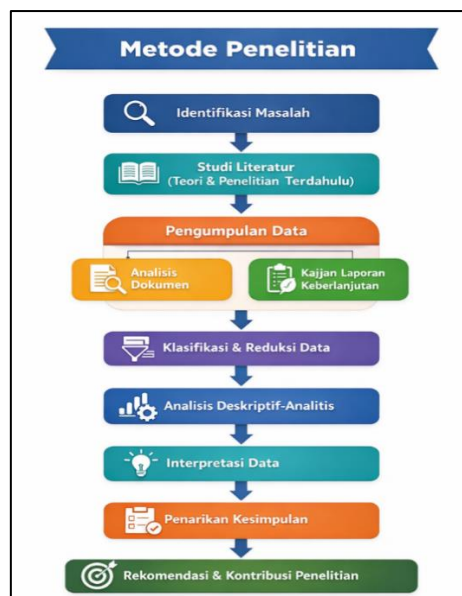 Metode Penelitian
Identifikasi Masalah
Studi Literatur
(Teori & Penelitian Terdahulu)
Pengumpulan Data
Analisis
Dokumen
Kajjan Laporan
Keberlanjutan
Klasifikasi & Reduksi Data
Analisis Deskriptif-Analitis
Interpretasi Data
Penarikan Kesimpulan
Rekomendasi & Kontribusi Penelitian